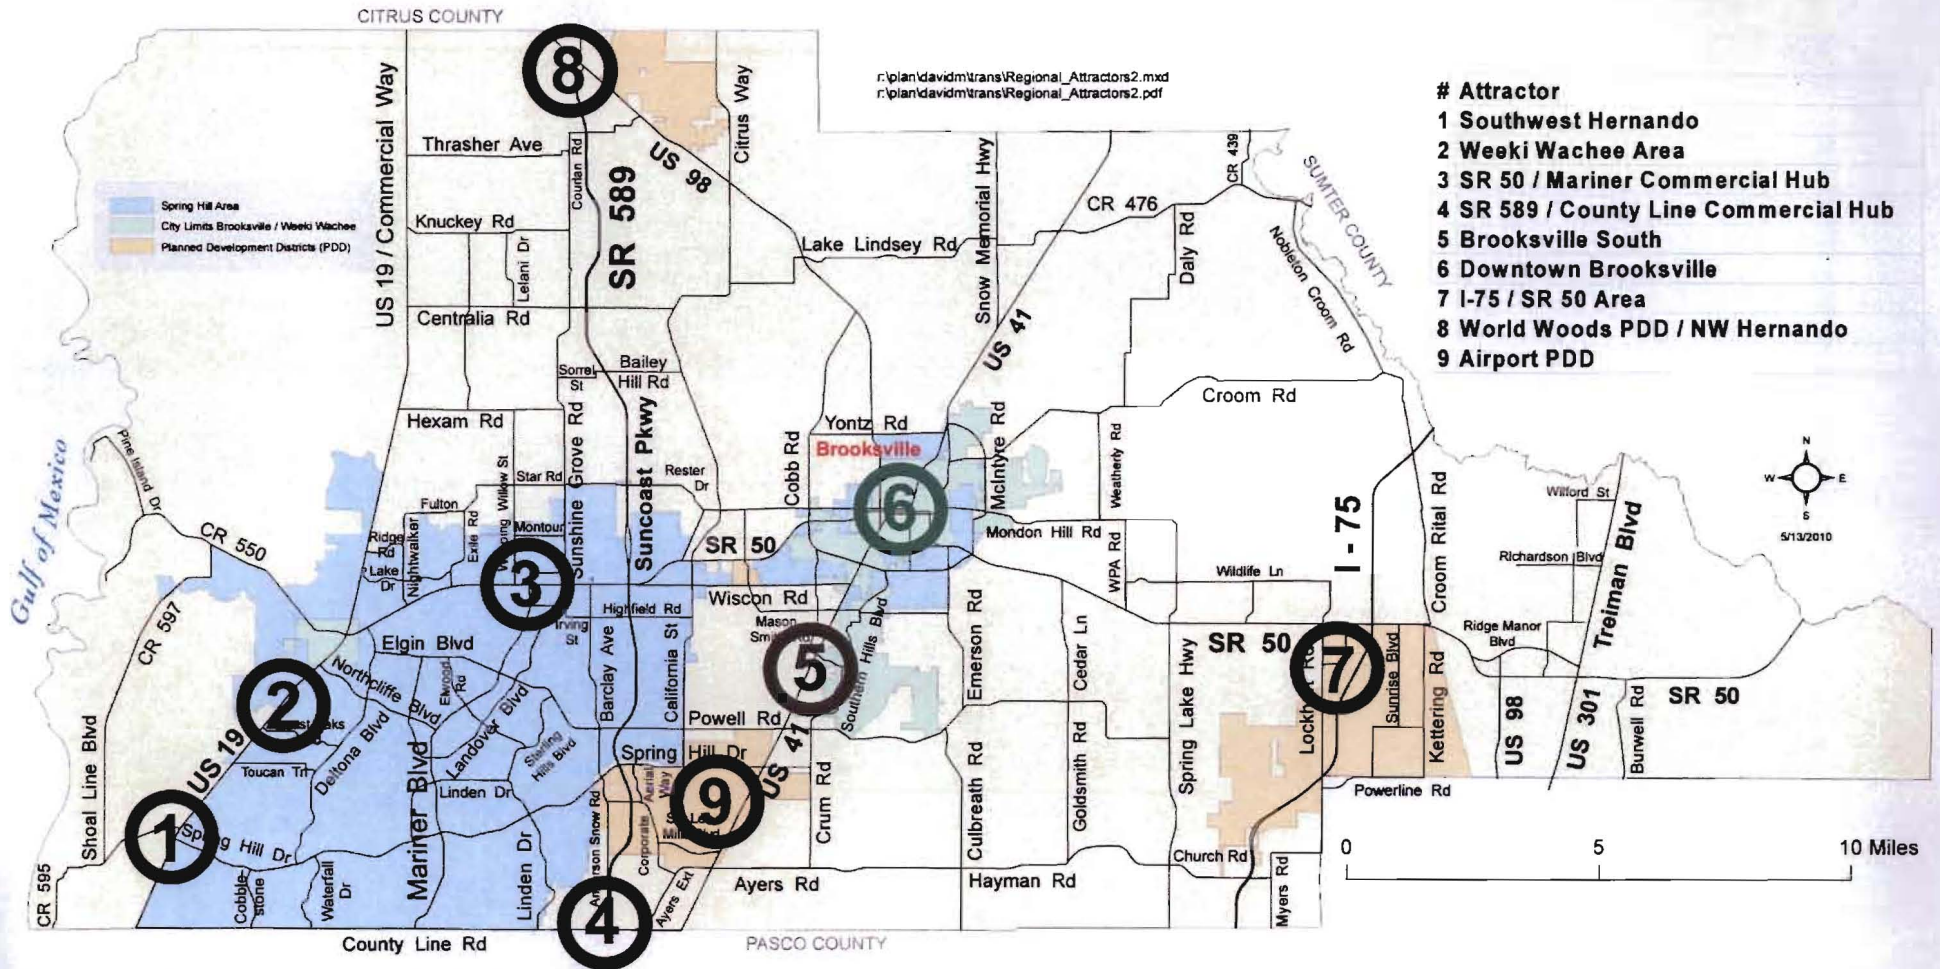 CITRUS COUNTY
r:\plan\davidm\trans\Regional_Attractors2.mxd
r:\plan\davidm\trans\Regional_Attractors2.pdf
# Attractor
1 Southwest Hernando
2 Weeki Wachee Area
3 SR 50 / Mariner Commercial Hub
4 SR 589 / County Line Commercial Hub
5 Brooksville South
6 Downtown Brooksville
7 I-75 / SR 50 Area
8 World Woods PDD / NW Hernando
9 Airport PDD
Spring Hill Area
City Limits Brooksville / Weeki Wachee
Planned Development Districts (PDD)
8
US 19 / Commercial Way
Thrasher Ave
Courlan Rd
US 98
Citrus Way
SR 589
Knuckey Rd
Lelani Dr
Centralia Rd
Lake Lindsey Rd
Snow Memorial Hwy
US 41
CR 476
CR 439
SUMTER COUNTY
Daly Rd
Nobleton Croom Rd
Sorrel
St
Bailey
Hill Rd
Hexam Rd
Sunshine Grove Rd
Suncoast Pkwy
Yontz Rd
Brooksville
Cobb Rd
McIntyre Rd
Croom Rd
Weatherly Rd
I - 75
Croom Rital Rd
Wilford St
Richardson Blvd
Treiman Blvd
N
W
E
S
5/13/2010
Gulf of Mexico
Pine Island Dr
CR 550
CR 597
Ridge
Rd
Lake
Dr
Nightwalker
Fulton
Exile Rd
Star Rd
Montour
Rester
Dr
3
SR 50
6
Mondon Hill Rd
WPA Rd
Wildlife Ln
Wiscon Rd
Highfield Rd
Irving
St
Mason
5
Hills Blvd
Southern
Emerson Rd
Cedar Ln
Spring Lake Hwy
SR 50
7
Sunrise Blvd
Kettering Rd
Ridge Manor
Blvd
US 98
US 301
Burwell Rd
SR 50
Elgin Blvd
Northcliffe Blvd
Elwood
Rd
2
Deltona Blvd
Landover Blvd
Barclay Ave
California St
Powell Rd
US 41
Spring Hill Dr
Sterling
Hills Blvd
Shoal Line Blvd
US 19
Toucan Trl
Mariner Blvd
Linden Dr
Aerial
Way
9
Corporate
Crum Rd
Culbreath Rd
Goldsmith Rd
Powerline Rd
1
Spring Hill Dr
CR 595
Cobble
stone
Waterfall
Dr
Linden Dr
4
Ayers Ext
Ayers Rd
Hayman Rd
Church Rd
Myers Rd
0 5 10 Miles
County Line Rd
PASCO COUNTY